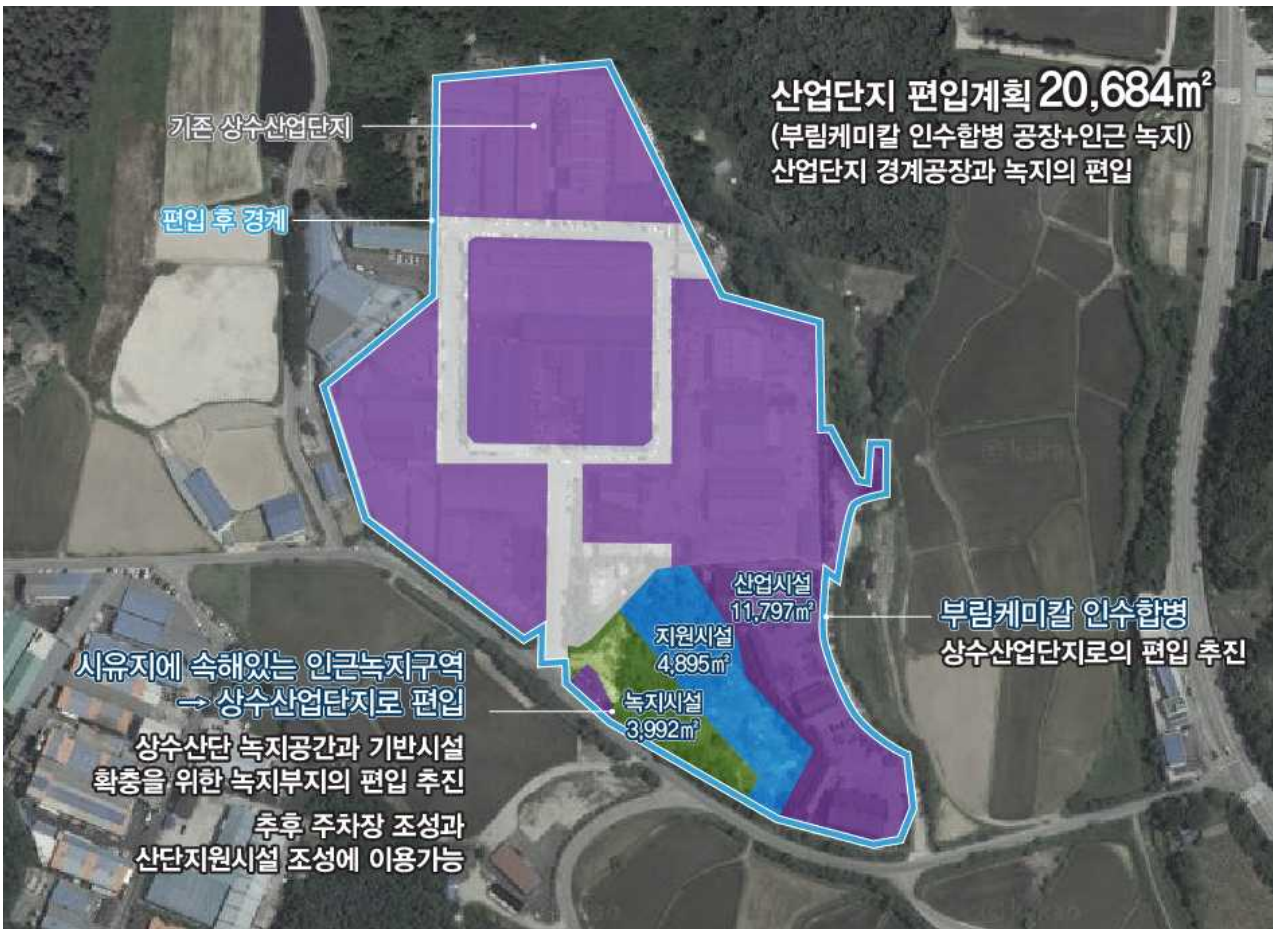 산업단지 편입계획 20,684㎡
(부림케미칼 인수합병 공장+인근 녹지)
산업단지 경계공장과 녹지의 편입
기존 상수산업단지
편입 후 경계
산업시설
11,797㎡
지원시설
4,895㎡
녹지시설
3,992㎡
부림케미칼 인수합병
상수산업단지로의 편입 추진
시유지에 속해있는 인근녹지구역
→ 상수산업단지로 편입
상수산단 녹지공간과 기반시설
확충을 위한 녹지부지의 편입 추진
추후 주차장 조성과
산단지원시설 조성에 이용가능